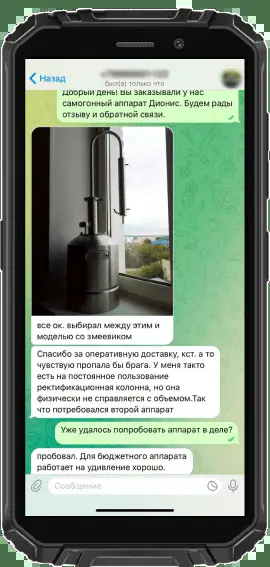 Назад
был(а) только что
Добрый день! Вы заказывали у нас
самогонный аппарат Дионис. Будем рады
отзыву и обратной связи.
все ок. выбирал между этим и
моделью со змеевиком
Спасибо за оперативную доставку, кст. а то
чувствую пропала бы брага. У меня такто
есть на постоянное пользование
ректификационная колонна, но она
физически не справляется с объемом.Так
что потребовался второй аппарат
Уже удалось попробовать аппарат в деле?
пробовал. Для бюджетного аппарата
работает на удивление хорошо.
Сообщение